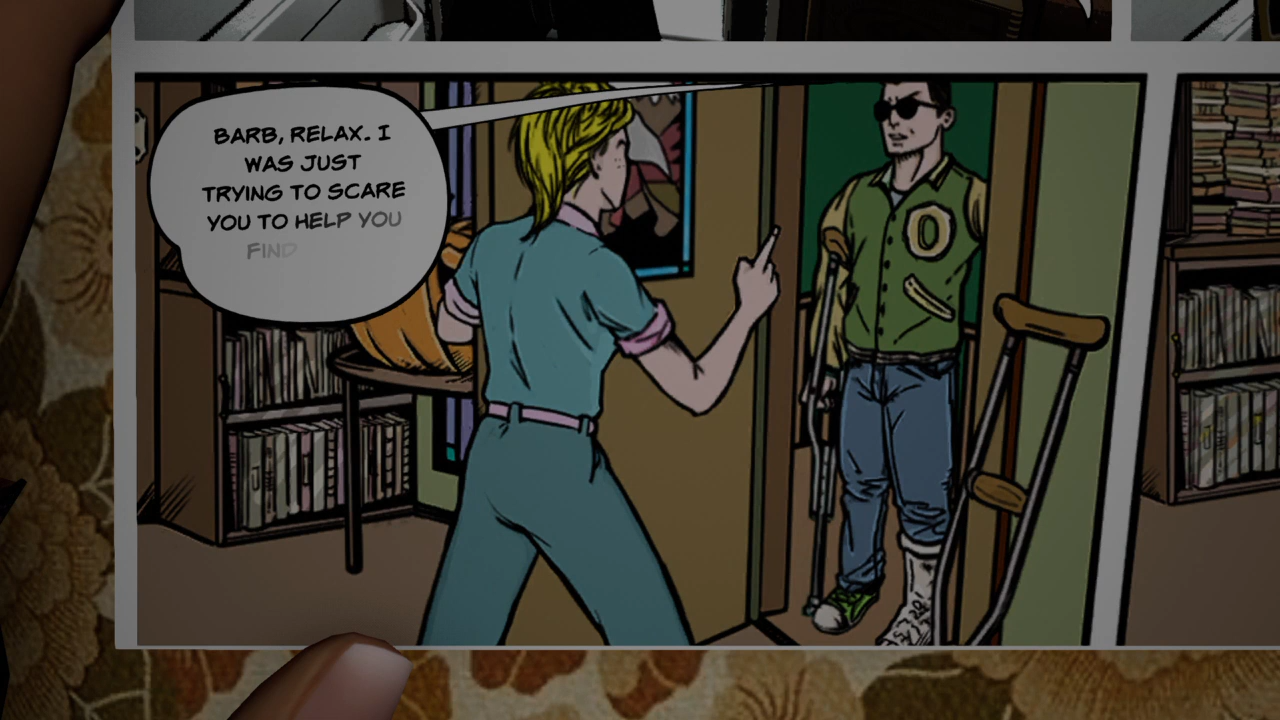 BARB, RELAX. I
WAS JUST
TRYING TO SCARE
YOU TO HELP YOU
FIND
O